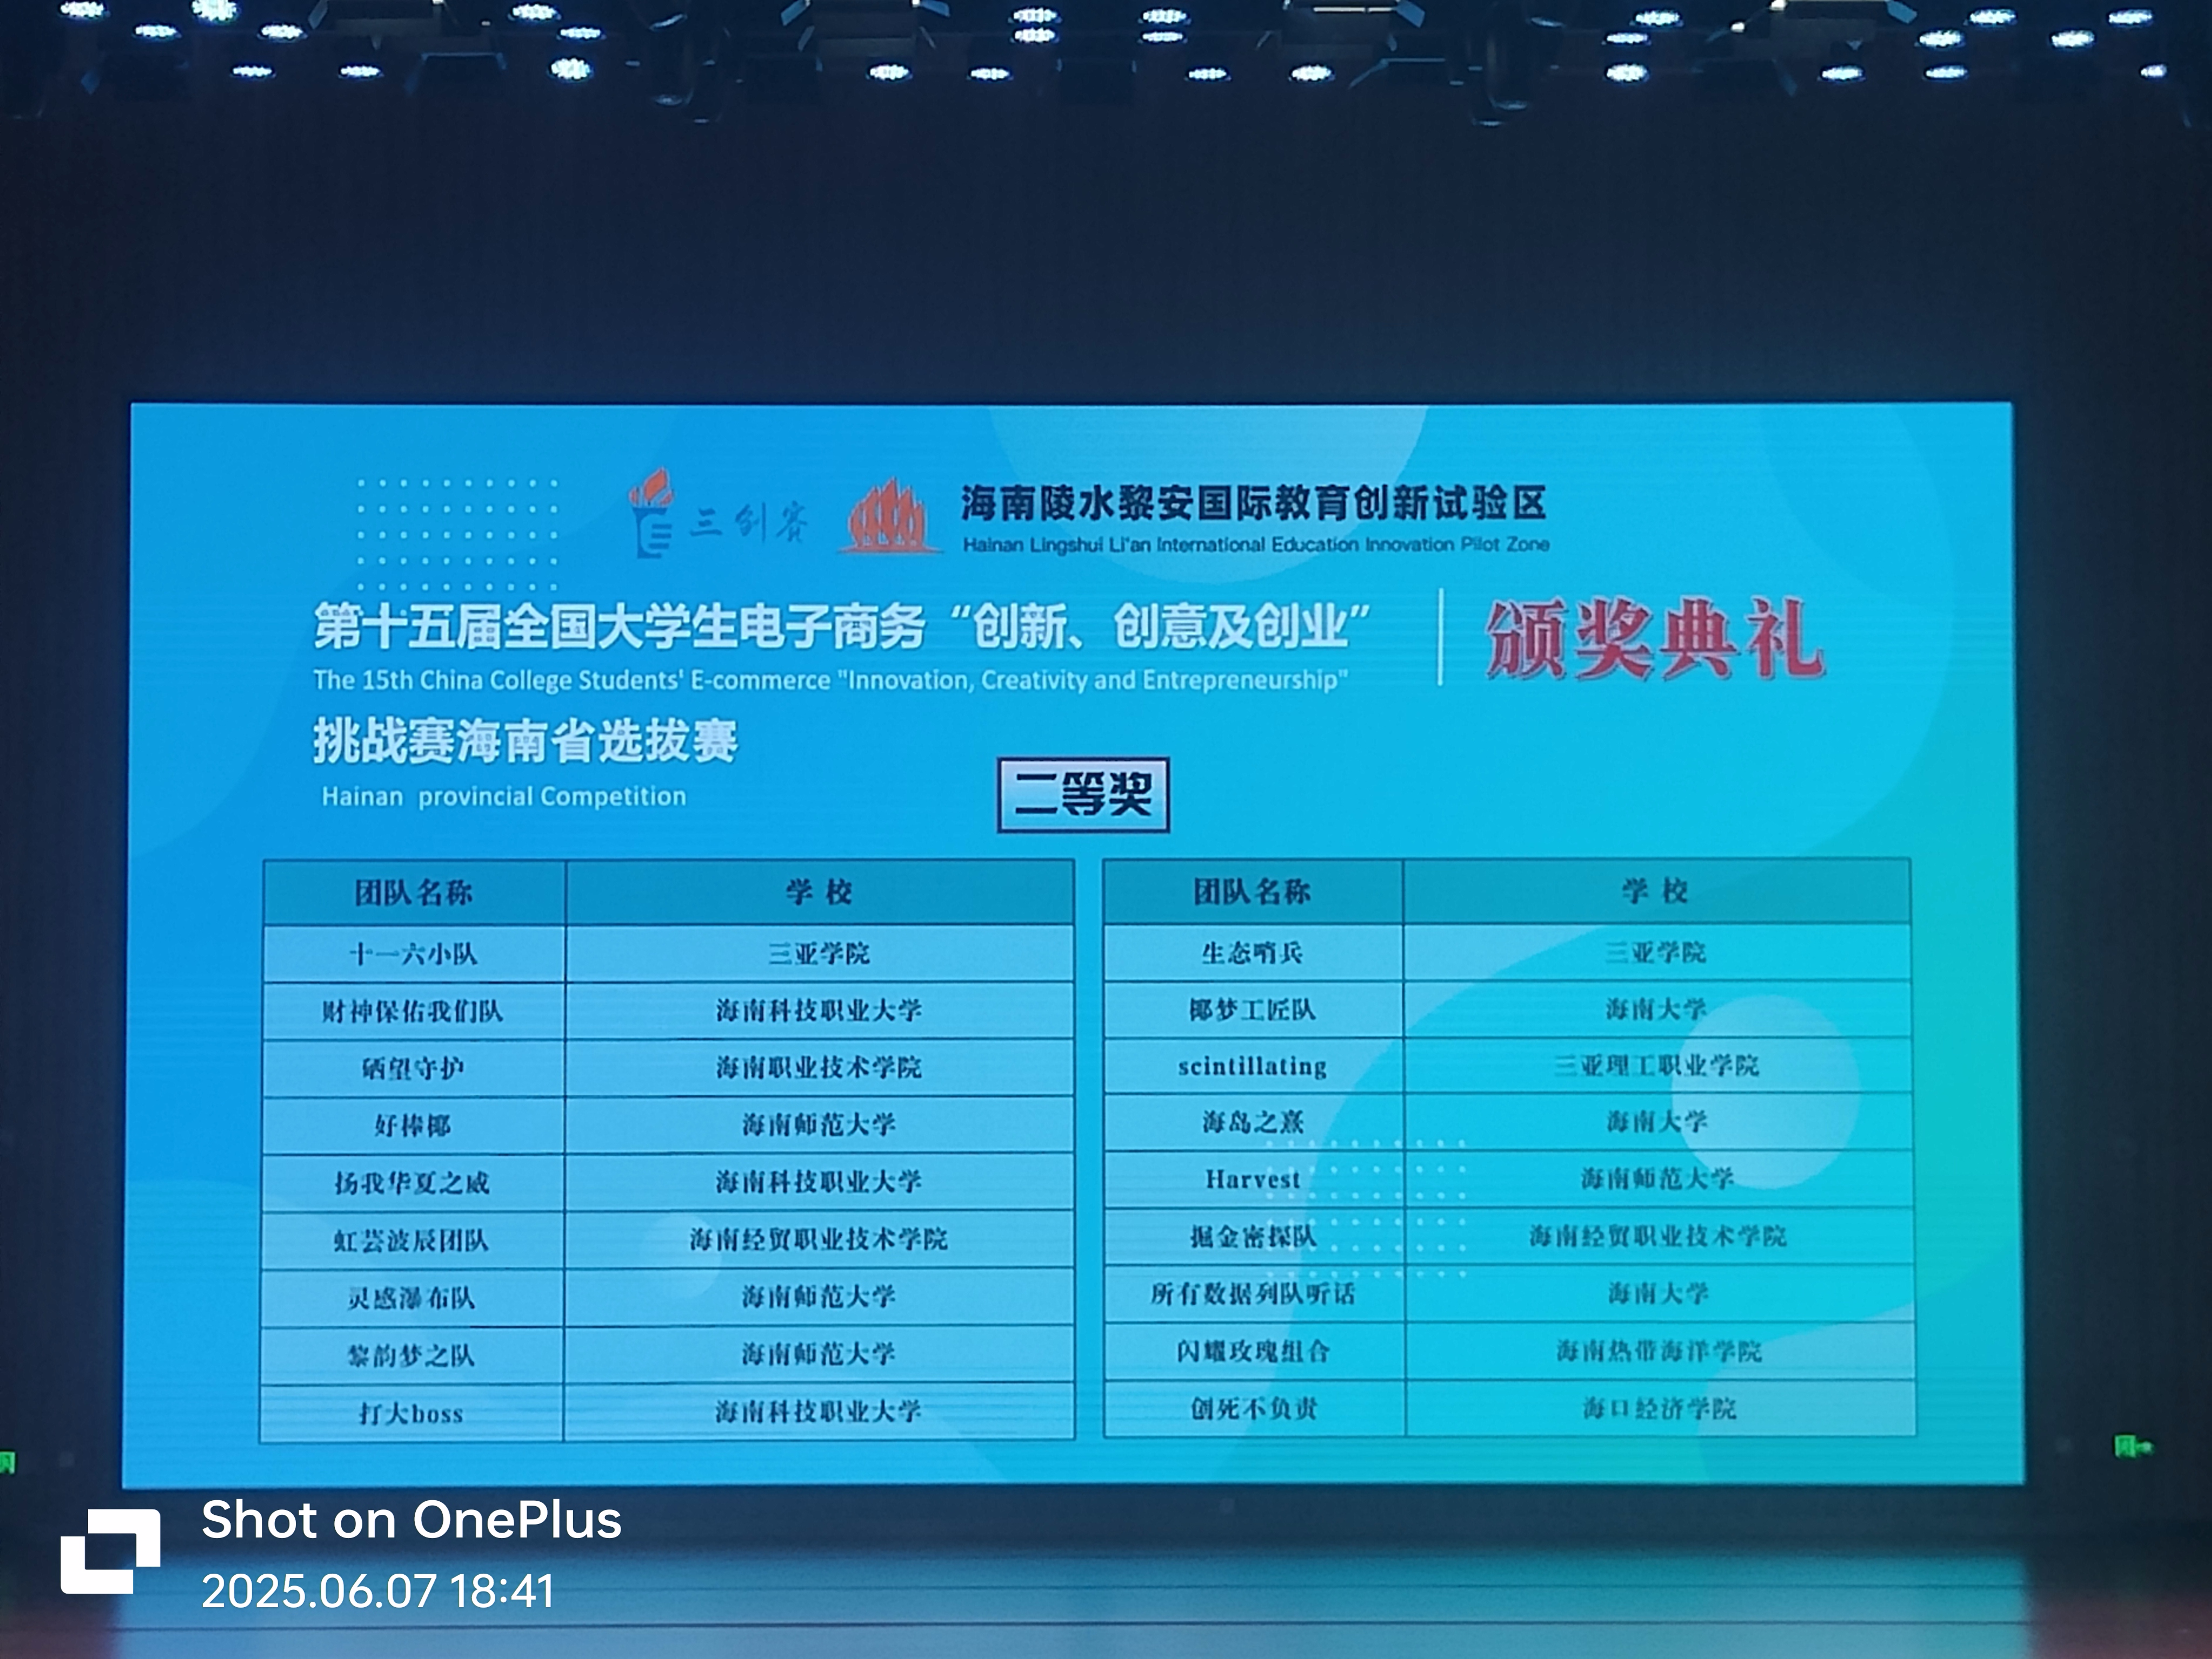 三创赛
海南陵水黎安国际教育创新试验区
Hainan Lingshui Li'an International Education Innovation Pilot Zone
第十五届全国大学生电子商务“创新、创意及创业”
The 15th China College Students' E-commerce "Innovation, Creativity and Entrepreneurship"
颁奖典礼
挑战赛海南省选拔赛
Hainan provincial Competition
二等奖
团队名称 学 校
十一六小队 三亚学院
财神保佑我们队 海南科技职业大学
硒望守护 海南职业技术学院
好棒椰 海南师范大学
扬我华夏之威 海南科技职业大学
虹芸波辰团队 海南经贸职业技术学院
灵感瀑布队 海南师范大学
黎韵梦之队 海南师范大学
打大boss 海南科技职业大学
团队名称 学 校
生态哨兵 三亚学院
椰梦工匠队 海南大学
scintillating 三亚理工职业学院
海岛之熹 海南大学
Harvest 海南师范大学
掘金密探队 海南经贸职业技术学院
所有数据列队听话 海南大学
闪耀玫瑰组合 海南热带海洋学院
创死不负责 海口经济学院
Shot on OnePlus
2025.06.07 18:41